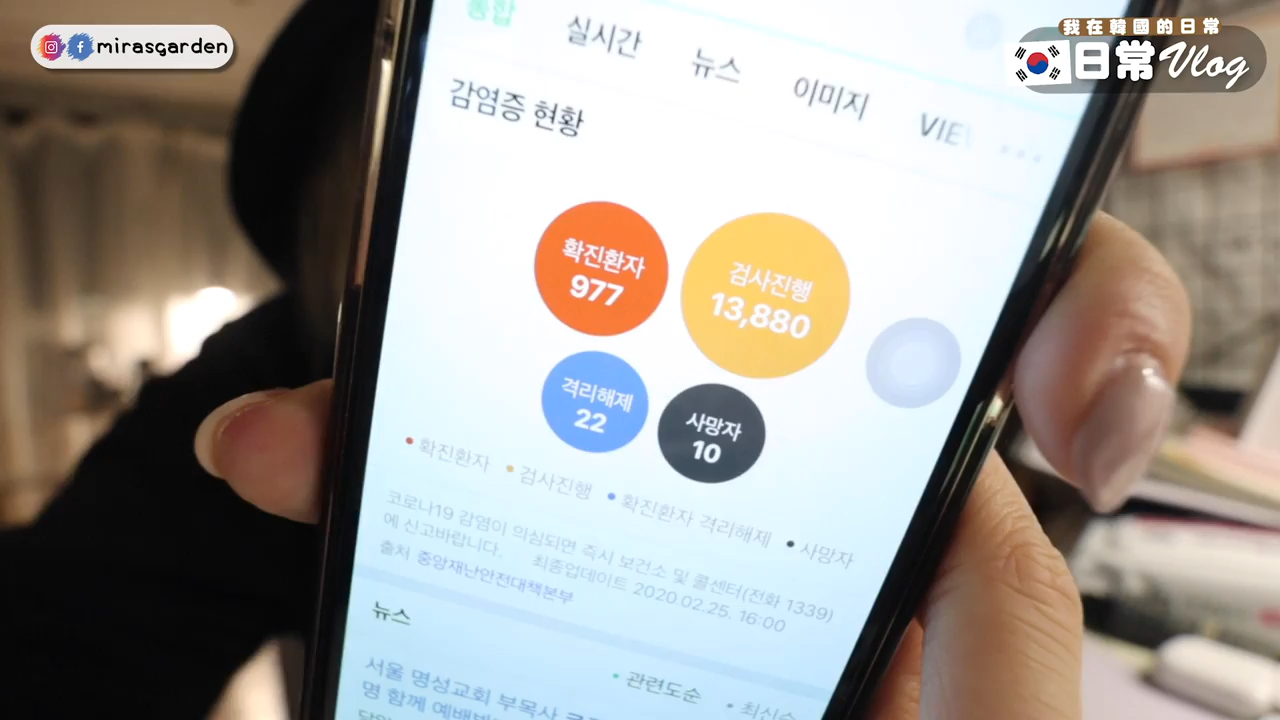 mirasgarden
我在韓國的日常
日常 Vlog
통합 실시간 뉴스 이미지 VIE
감염증 현황
확진환자
977
검사진행
13,880
격리해제
22
사망자
10
확진환자 검사진행 확진환자 격리해제 사망자
코로나19 감염이 의심되면 즉시 보건소 및 콜센터(전화 1339)
에 신고바랍니다. 최종업데이트 2020.02.25. 16:00
출처 중앙재난안전대책본부
뉴스
관련도순 최신순
서울 명성교회 부목사
명 함께